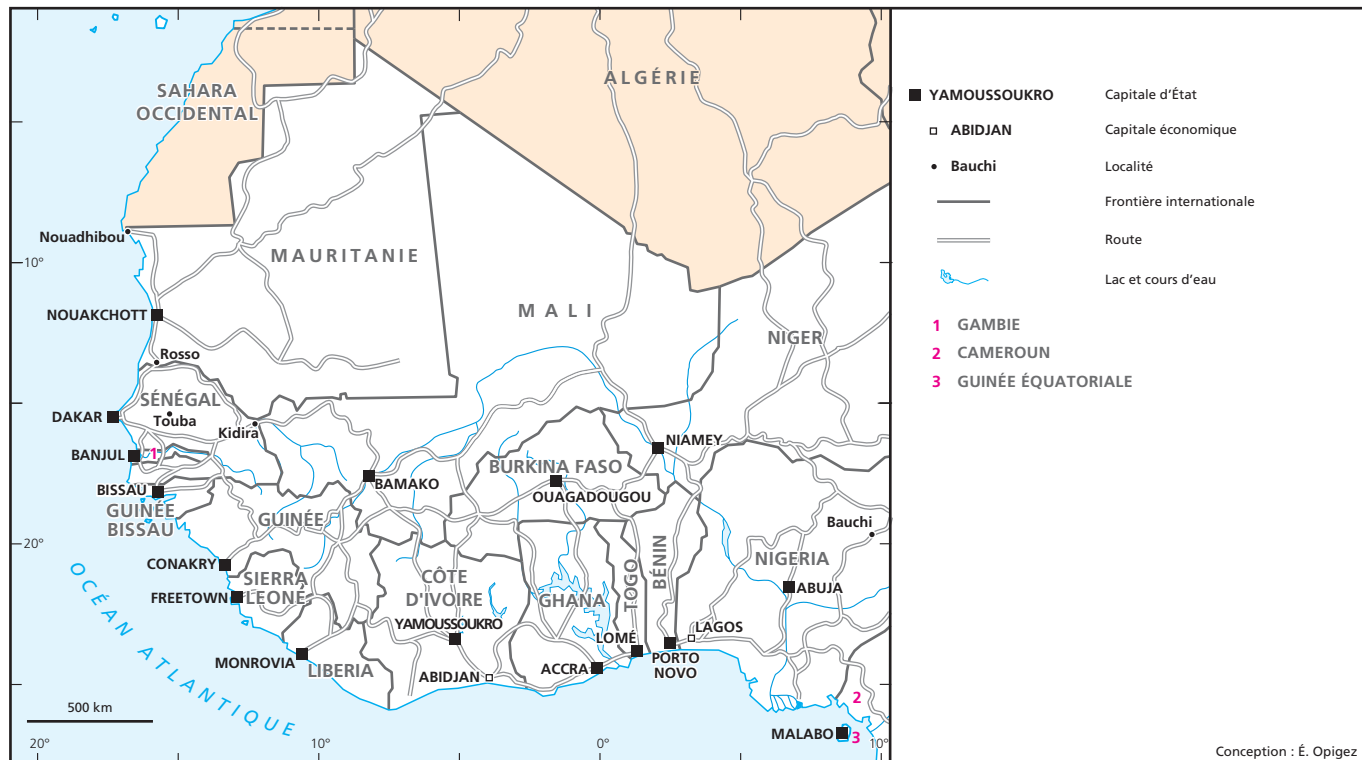 SAHARA
OCCIDENTAL
ALGÉRIE
Nouadhibou
MAURITANIE
10°
MALI
NOUAKCHOTT
NIGER
Rosso
SÉNÉGAL
DAKAR
Touba
Kidira
NIAMEY
BANJUL
1
BURKINA FASO
BAMAKO
BISSAU
OUAGADOUGOU
GUINÉE
BISSAU
GUINÉE
Bauchi
20°
NIGERIA
CONAKRY
SIERRA
LEONE
CÔTE
D'IVOIRE
GHANA
TOGO
BÉNIN
ABUJA
FREETOWN
YAMOUSSOUKRO
LAGOS
LOMÉ
MONROVIA
LIBERIA
ABIDJAN
ACCRA
PORTO
NOVO
OCÉAN ATLANTIQUE
2
500 km
MALABO
3
20°
10°
0°
10°
YAMOUSSOUKRO Capitale d'État
ABIDJAN Capitale économique
Bauchi Localité
Frontière internationale
Route
Lac et cours d'eau
1 GAMBIE
2 CAMEROUN
3 GUINÉE ÉQUATORIALE
Conception : É. Opigez